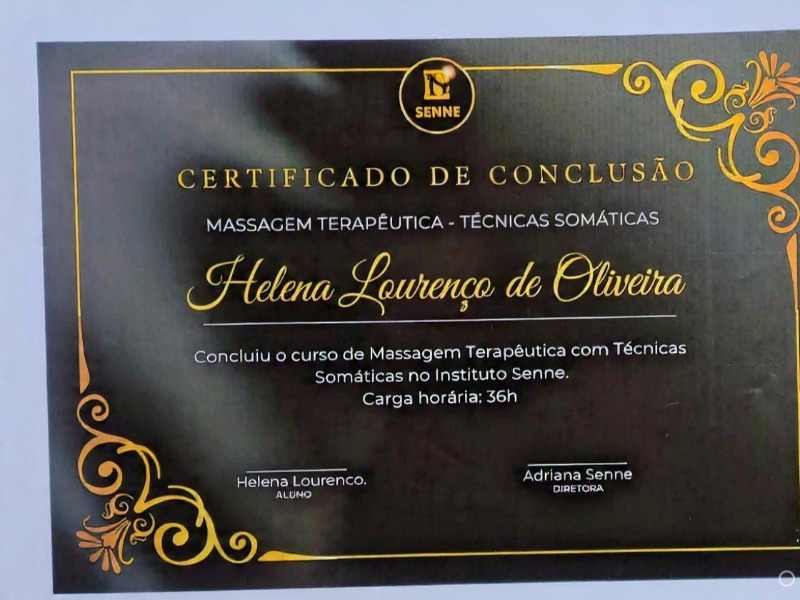 SENNE
CERTIFICADO DE CONCLUSÃO
MASSAGEM TERAPÊUTICA - TÉCNICAS SOMÁTICAS
Helena Lourenço de Oliveira
Concluiu o curso de Massagem Terapêutica com Técnicas
Somáticas no Instituto Senne.
Carga horária: 36h
Helena Lourenco.
ALUNO
Adriana Senne
DIRETORA